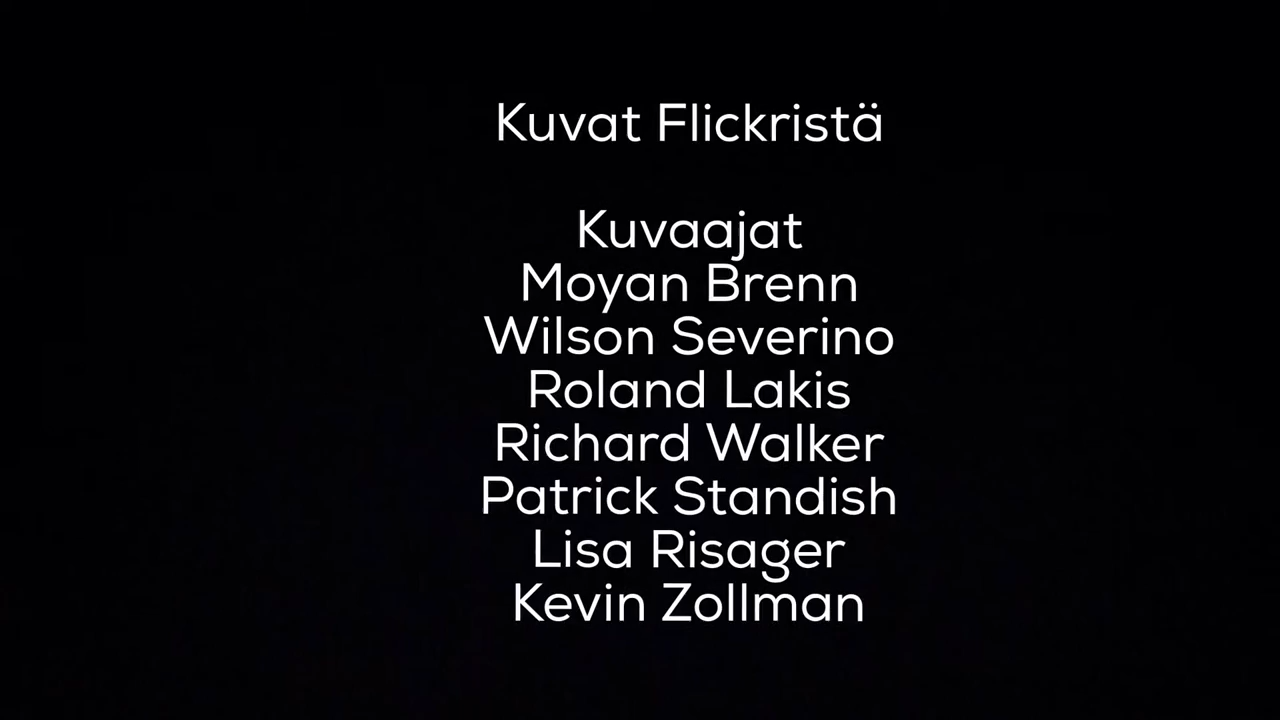 Kuvat Flickristä
Kuvaajat
Moyan Brenn
Wilson Severino
Roland Lakis
Richard Walker
Patrick Standish
Lisa Risager
Kevin Zollman